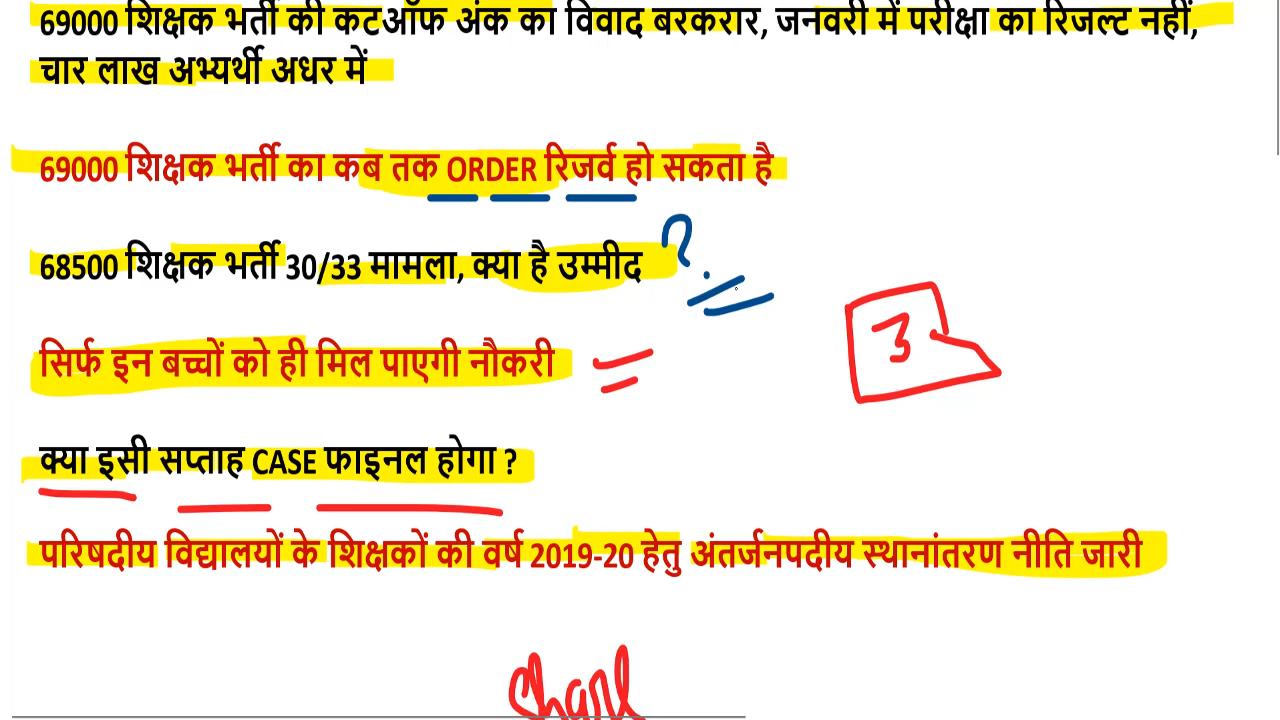 69000 शिक्षक भर्ती की कटऑफ अंक का विवाद बरकरार, जनवरी में परीक्षा का रिजल्ट नहीं,
चार लाख अभ्यर्थी अधर में
69000 शिक्षक भर्ती का कब तक ORDER रिजर्व हो सकता है
68500 शिक्षक भर्ती 30/33 मामला, क्या है उम्मीद ?
3
सिर्फ इन बच्चों को ही मिल पाएगी नौकरी
क्या इसी सप्ताह CASE फाइनल होगा ?
परिषदीय विद्यालयों के शिक्षकों की वर्ष 2019-20 हेतु अंतर्जनपदीय स्थानांतरण नीति जारी